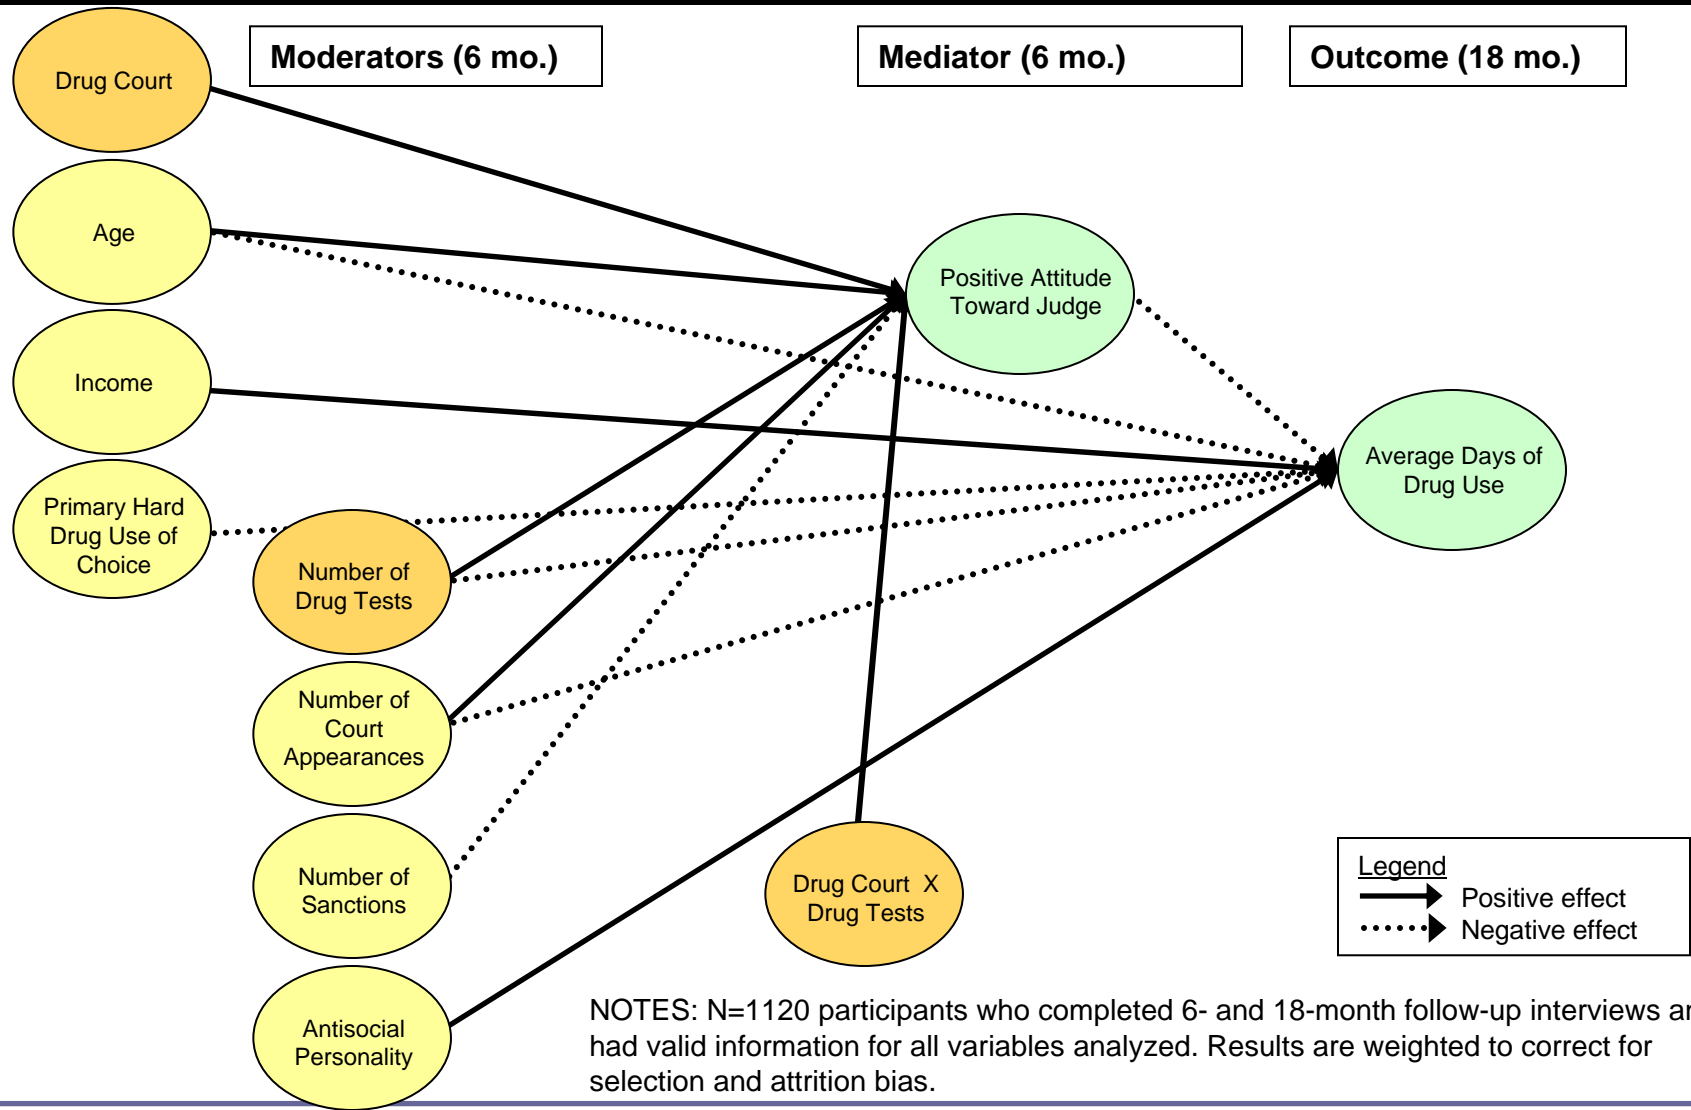 Moderators (6 mo.)
Mediator (6 mo.)
Outcome (18 mo.)
Drug Court
Age
Income
Primary Hard
Drug Use of
Choice
Number of
Drug Tests
Number of
Court
Appearances
Number of
Sanctions
Antisocial
Personality
Positive Attitude
Toward Judge
Average Days of
Drug Use
Drug Court X
Drug Tests
Legend
Positive effect
Negative effect
NOTES: N=1120 participants who completed 6- and 18-month follow-up interviews
had valid information for all variables analyzed. Results are weighted to correct for
selection and attrition bias.